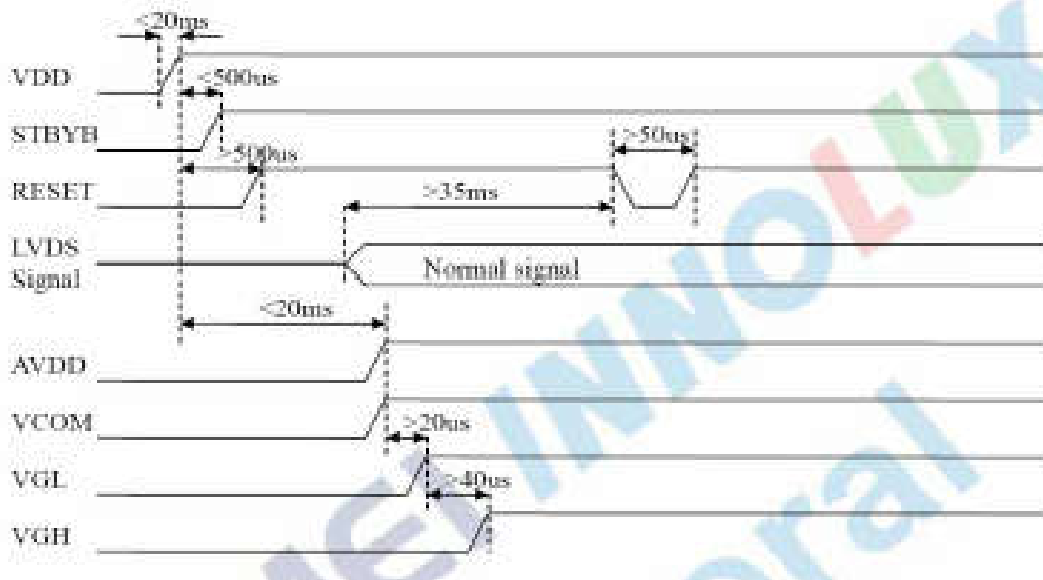 <20ms
VDD
<500us
STBYB
>500us
>50us
RESET
>35ms
LVDS
Signal
Normal signal
<20ms
AVDD
VCOM
>20us
VGL
>40us
VGH
INNOLUX